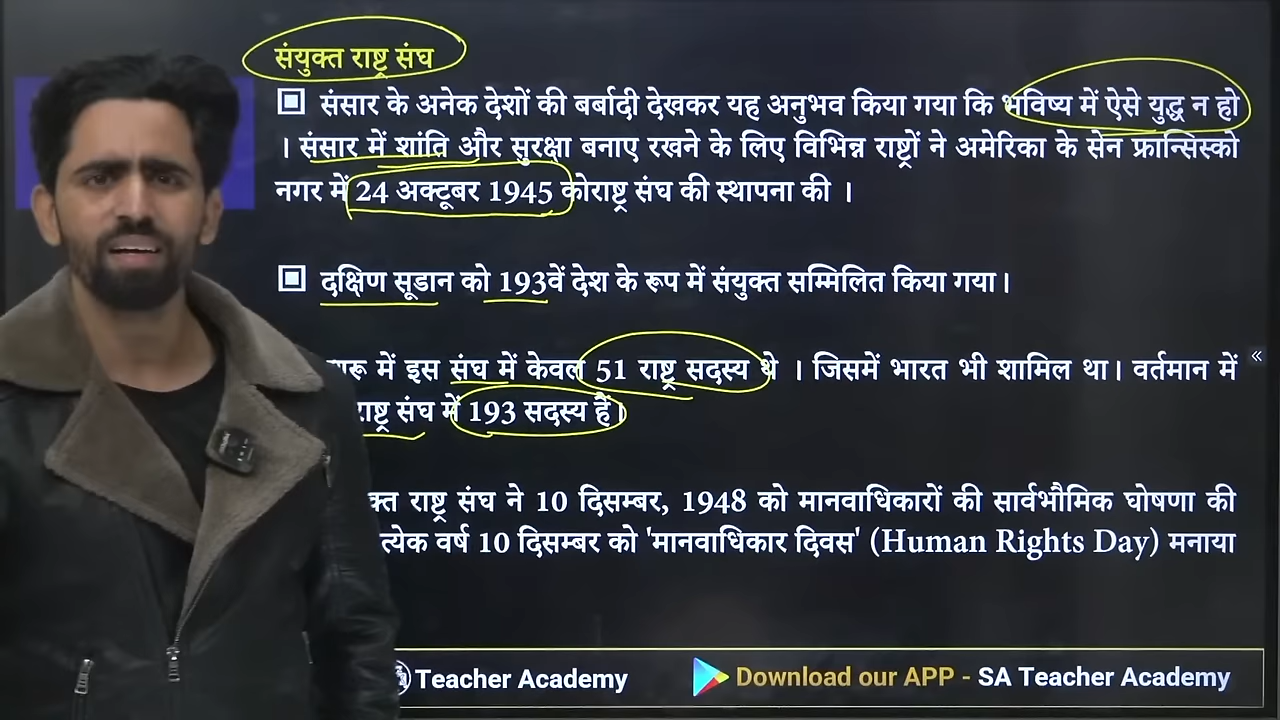 संयुक्त राष्ट्र संघ
संसार के अनेक देशों की बर्बादी देखकर यह अनुभव किया गया कि भविष्य में ऐसे युद्ध न हो
। संसार में शांति और सुरक्षा बनाए रखने के लिए विभिन्न राष्ट्रों ने अमेरिका के सेन फ्रान्सिस्को
नगर में 24 अक्टूबर 1945 कोराष्ट्र संघ की स्थापना की ।
दक्षिण सूडान को 193वें देश के रूप में संयुक्त सम्मिलित किया गया।
में इस संघ में केवल 51 राष्ट्र सदस्य थे । जिसमें भारत भी शामिल था। वर्तमान में
राष्ट्र संघ में 193 सदस्य हैं।
राष्ट्र संघ ने 10 दिसम्बर, 1948 को मानवाधिकारों की सार्वभौमिक घोषणा की
वर्ष 10 दिसम्बर को 'मानवाधिकार दिवस' (Human Rights Day) मनाया
Teacher Academy
Download our APP - SA Teacher Academy